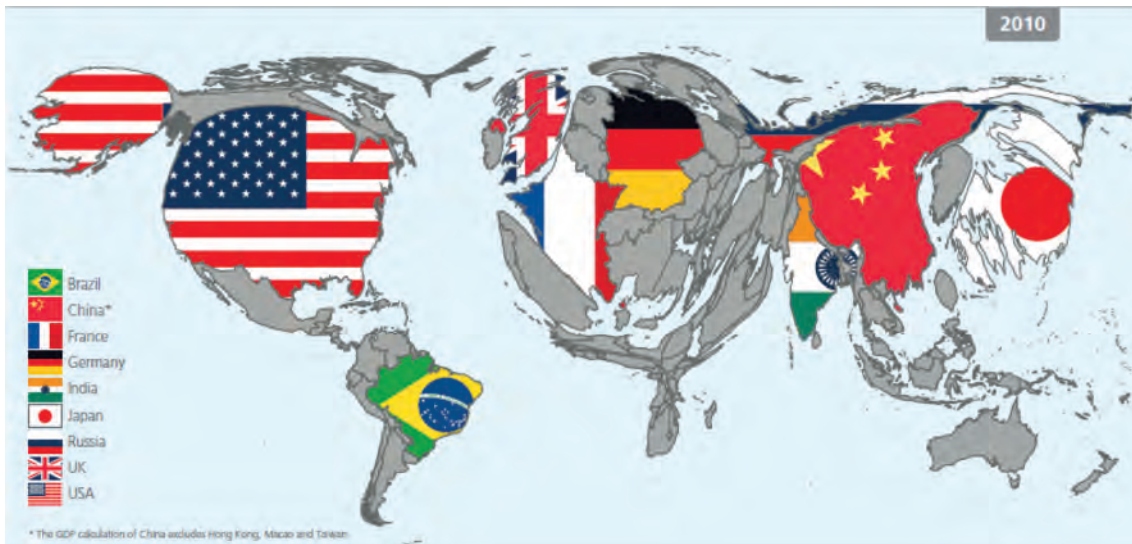 2010
Brazil
China*
France
Germany
India
Japan
Russia
UK
USA
* The GDP calculation of China excludes Hong Kong, Macao and Taiwan